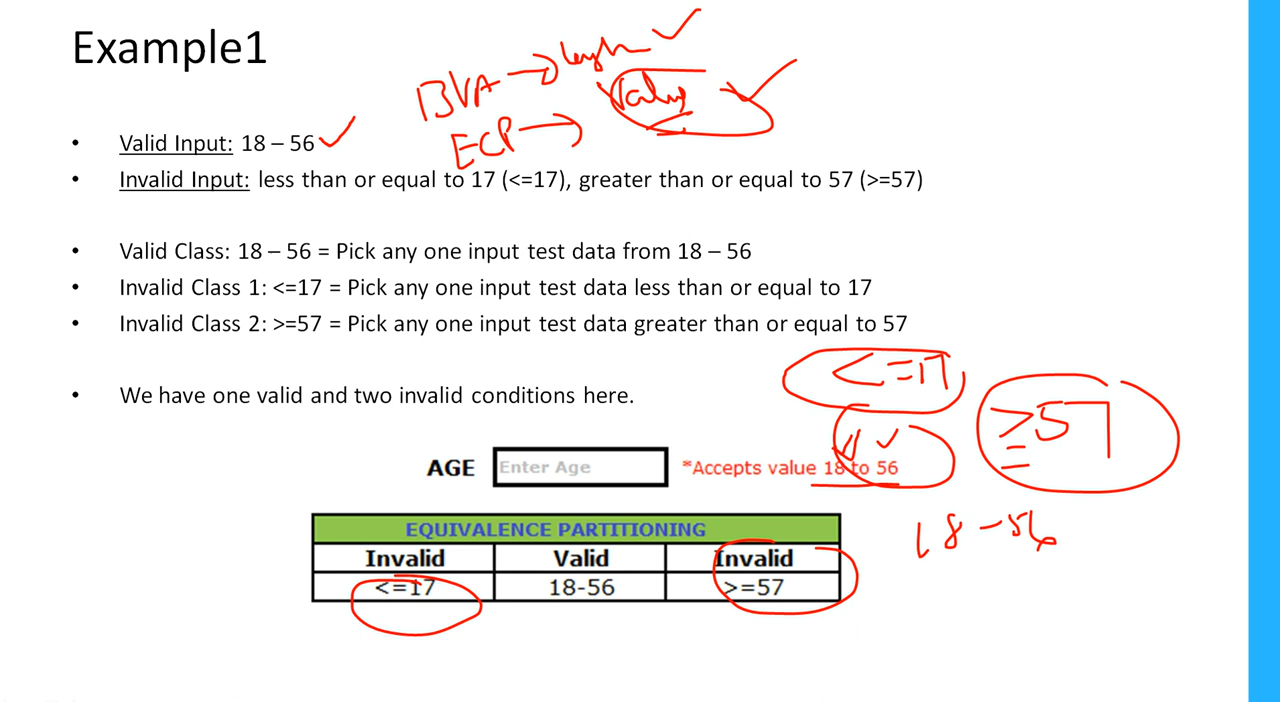 Example1
BVA → length
Value
ECP →
• Valid Input: 18 – 56
• Invalid Input: less than or equal to 17 (<=17), greater than or equal to 57 (>=57)
• Valid Class: 18 – 56 = Pick any one input test data from 18 – 56
• Invalid Class 1: <=17 = Pick any one input test data less than or equal to 17
• Invalid Class 2: >=57 = Pick any one input test data greater than or equal to 57
<=17
• We have one valid and two invalid conditions here.
>=57
AGE Enter Age *Accepts value 18 to 56
18 – 56
EQUIVALENCE PARTITIONING
Invalid Valid Invalid
<=17 18-56 >=57